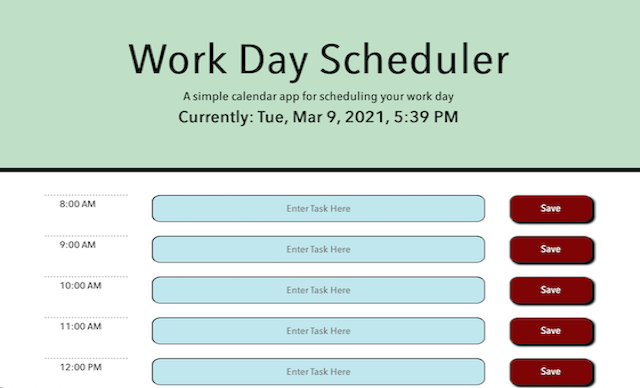 Work Day Scheduler
A simple calendar app for scheduling your work day
Currently: Tue, Mar 9, 2021, 5:39 PM
8:00 AM Enter Task Here Save
9:00 AM Enter Task Here Save
10:00 AM Enter Task Here Save
11:00 AM Enter Task Here Save
12:00 PM Enter Task Here Save